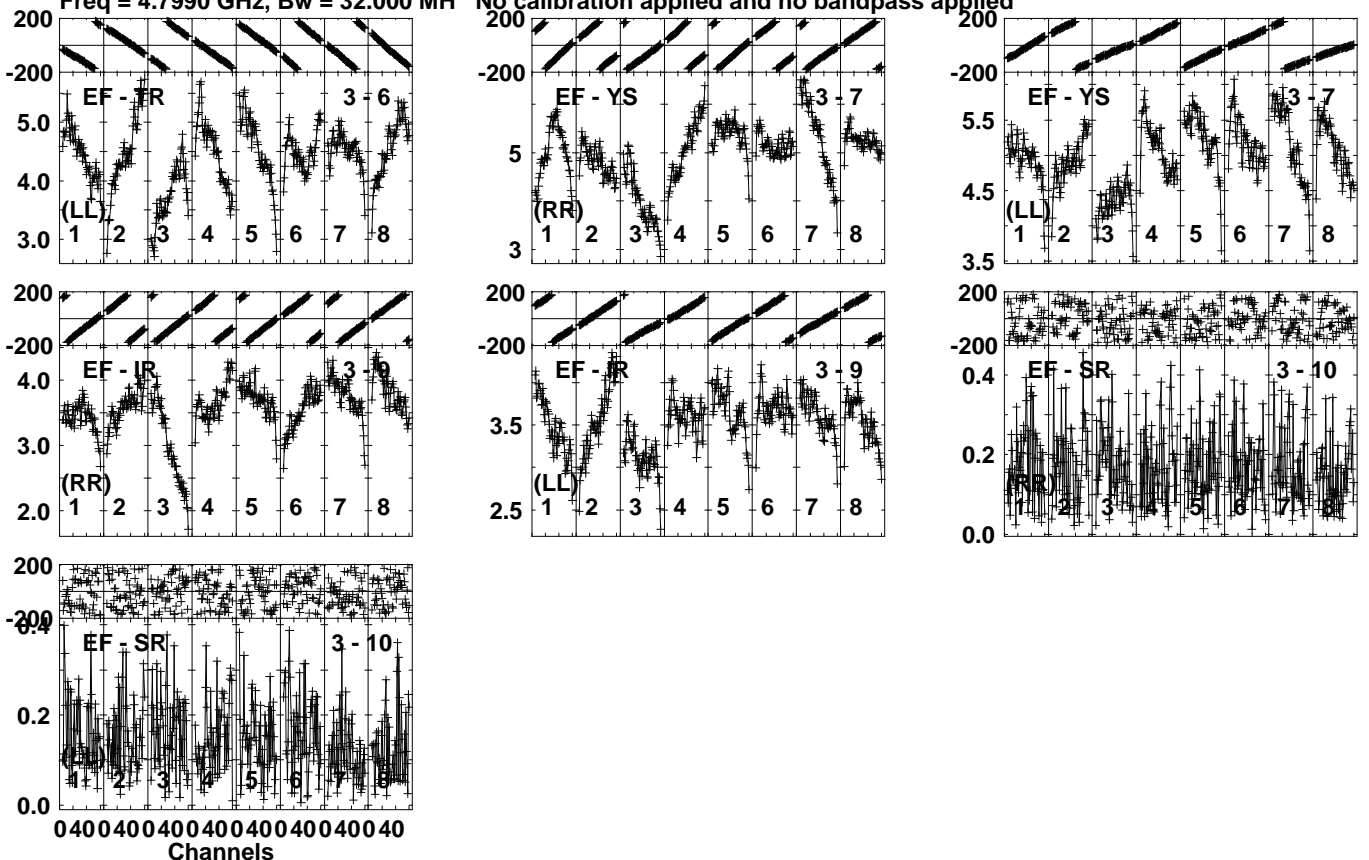 Freq = 4.7990 GHz, Bw = 32.000 MH No calibration applied and no bandpass applied
200
-200
EF - TR 3 - 6
5.0
4.0
3.0
(LL)
1 2 3 4 5 6 7 8
200
-200
EF - YS 3 - 7
5
3
(RR)
1 2 3 4 5 6 7 8
200
-200
EF - YS 3 - 7
5.5
4.5
3.5
(LL)
1 2 3 4 5 6 7 8
200
-200
EF - IR 3 - 9
4.0
3.0
2.0
(RR)
1 2 3 4 5 6 7 8
200
-200
EF - IR 3 - 9
3.5
2.5
(LL)
1 2 3 4 5 6 7 8
200
-200
EF - SR 3 - 10
0.4
0.2
0.0
(RR)
1 2 3 4 5 6 7 8
200
-200
EF - SR 3 - 10
0.4
0.2
0.0
(LL)
1 2 3 4 5 6 7 8
0 40 0 40 0 40 0 40 0 40 0 40 0 40 0 40
Channels